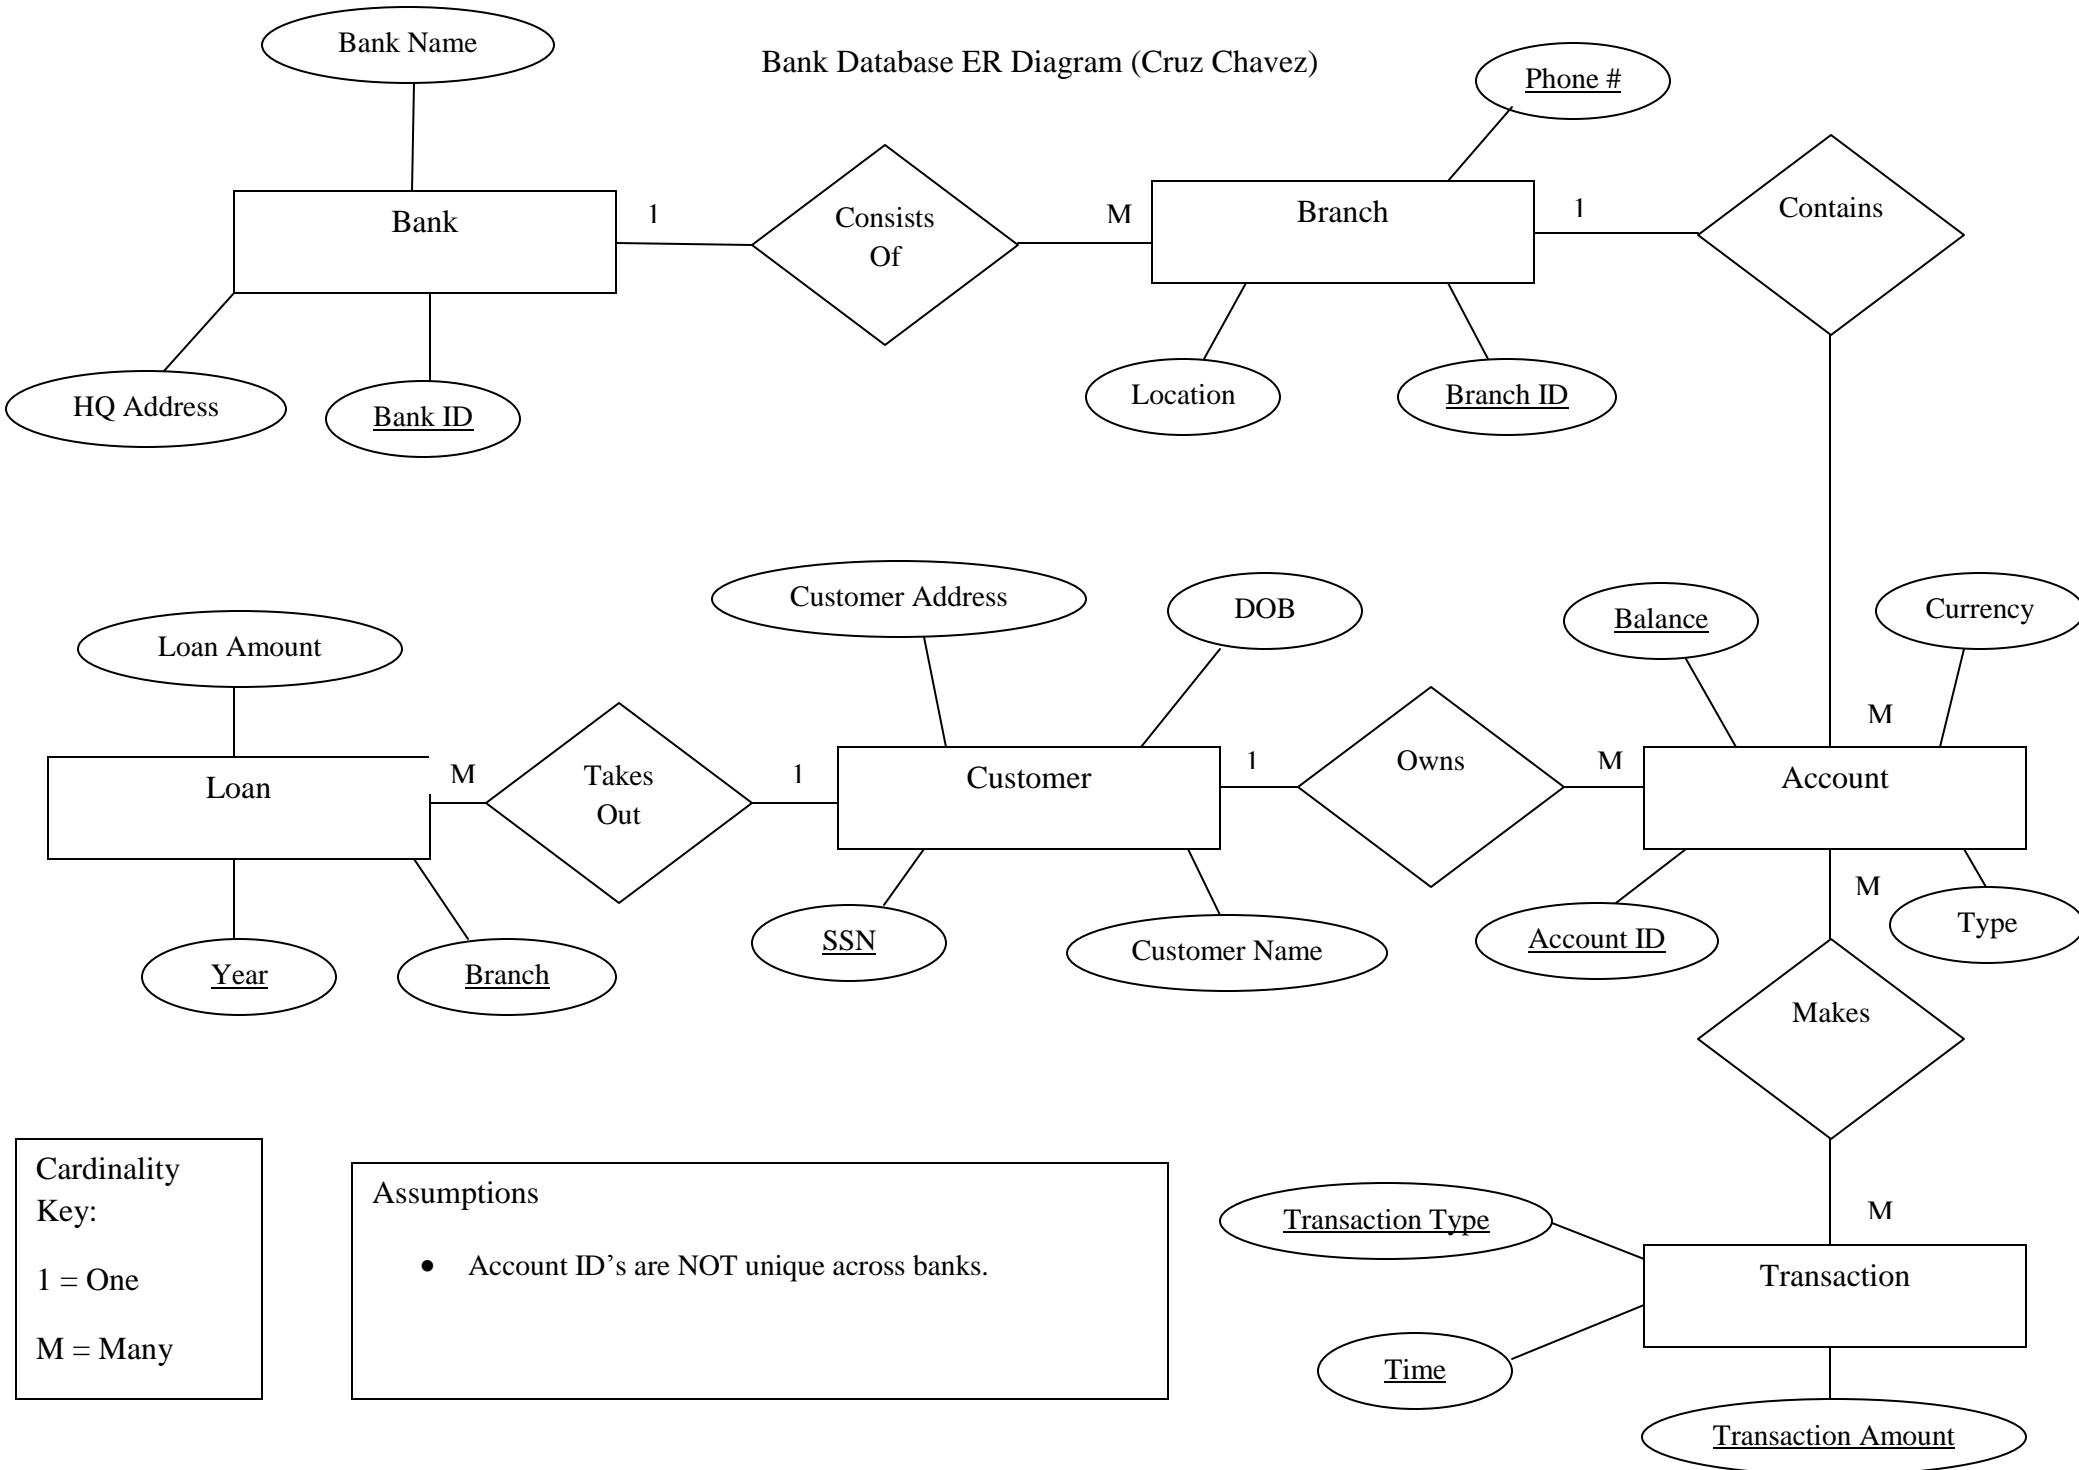 Bank Name
Bank Database ER Diagram (Cruz Chavez)
Phone #
Bank
1
Consists
Of
M
Branch
1
Contains
HQ Address
Bank ID
Location
Branch ID
Customer Address
DOB
Balance
Currency
Loan Amount
M
Loan
M
Takes
Out
1
Customer
1
Owns
M
Account
M
SSN
Customer Name
Account ID
Type
Year
Branch
Makes
Cardinality
Key:
1 = One
M = Many
Assumptions
● Account ID’s are NOT unique across banks.
Transaction Type
M
Transaction
Time
Transaction Amount